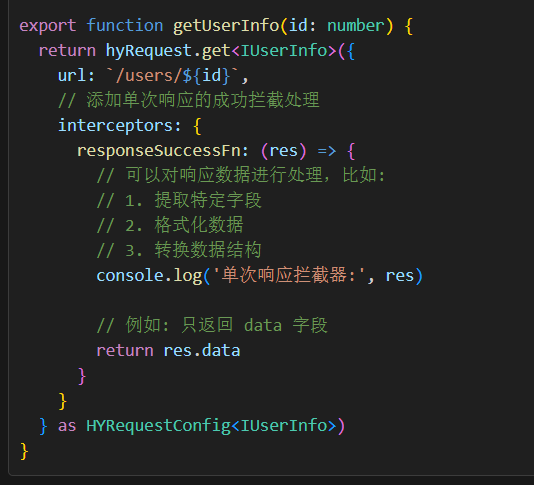 export function getUserInfo(id: number) {
  return hyRequest.get<IUserInfo>({
    url: `/users/${id}`,
    // 添加单次响应的成功拦截处理
    interceptors: {
      responseSuccessFn: (res) => {
        // 可以对响应数据进行处理，比如:
        // 1. 提取特定字段
        // 2. 格式化数据
        // 3. 转换数据结构
        console.log('单次响应拦截器:', res)

        // 例如: 只返回 data 字段
        return res.data
      }
    }
  } as HYRequestConfig<IUserInfo>)
}